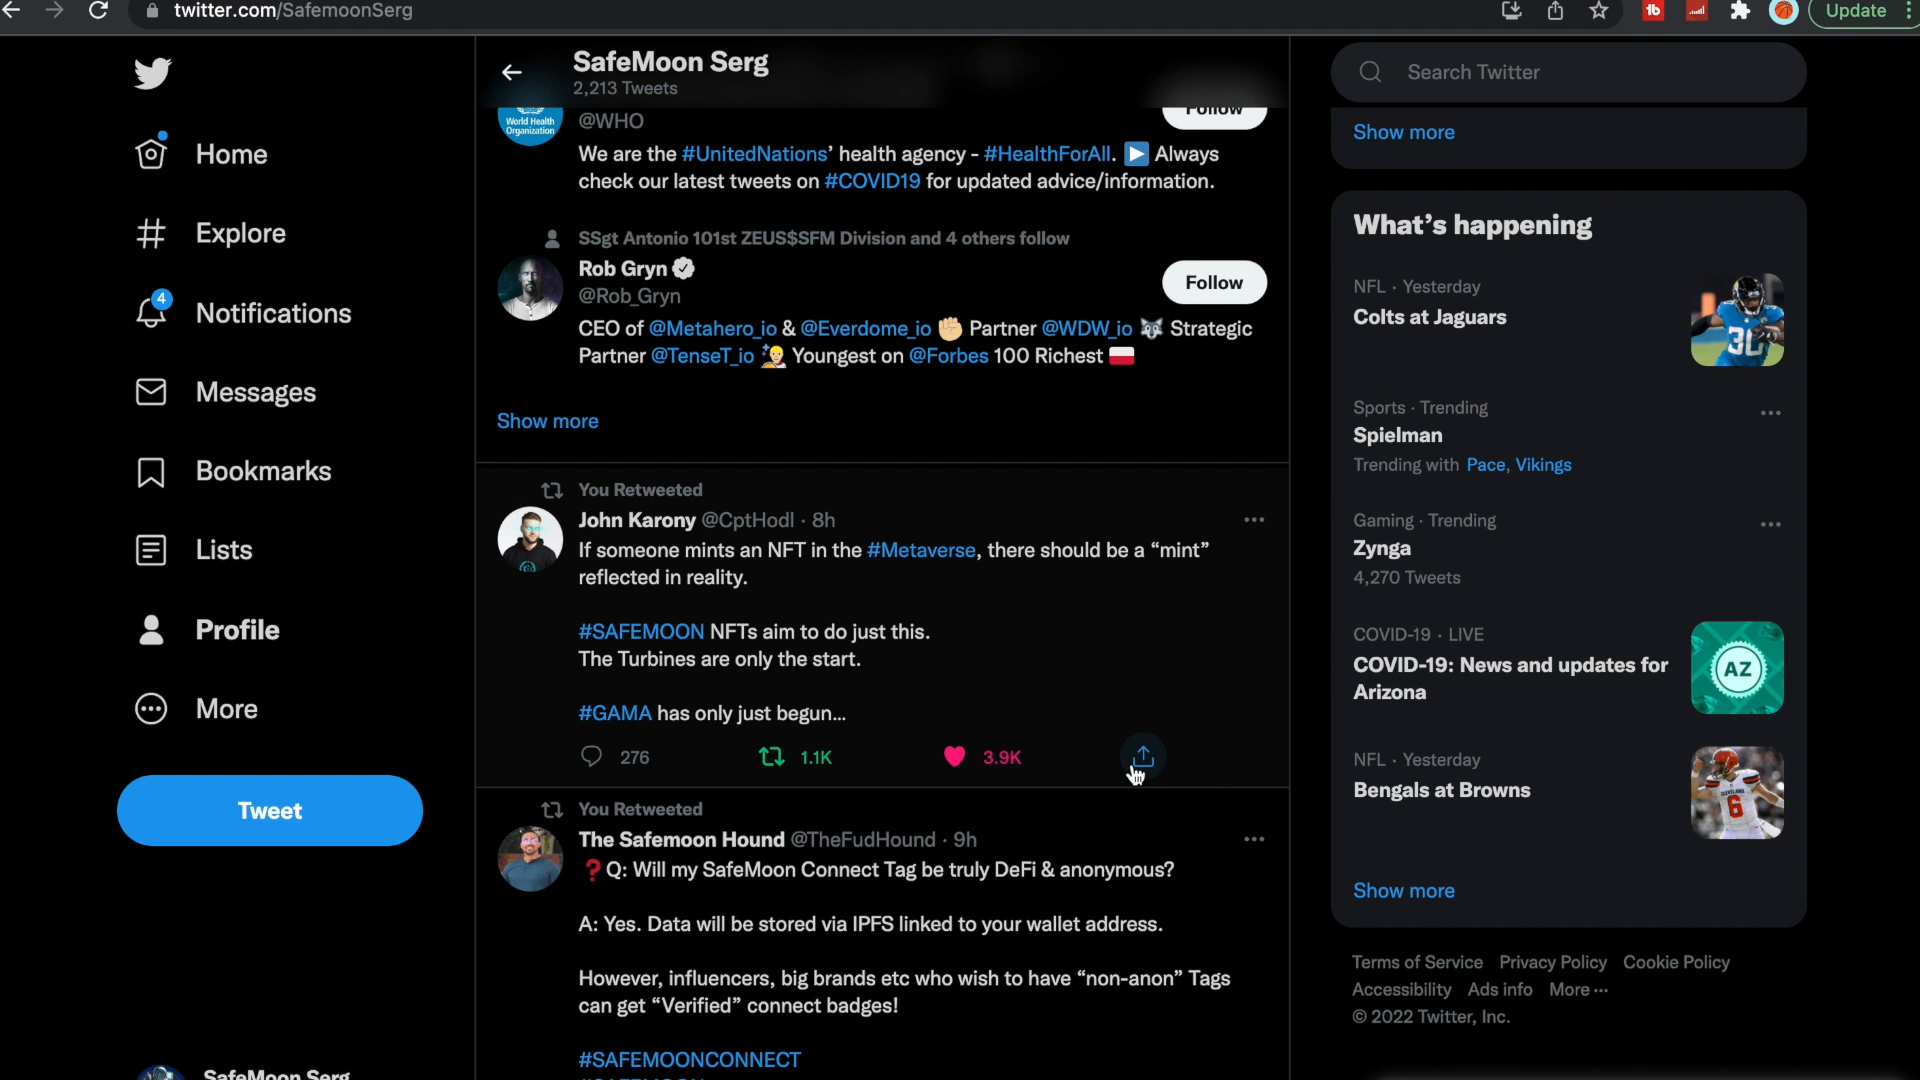 twitter.com/SafemoonSerg
Update
Home
Explore
4
Notifications
Messages
Bookmarks
Lists
Profile
More
Tweet
SafeMoon Serg
SafeMoon Serg
2,213 Tweets
World Health
Organization
@WHO
Follow
We are the #UnitedNations’ health agency - #HealthForAll. Always
check our latest tweets on #COVID19 for updated advice/information.
SSgt Antonio 101st ZEUS$SFM Division and 4 others follow
Rob Gryn
@Rob_Gryn
Follow
CEO of @Metahero_io & @Everdome_io Partner @WDW_io Strategic
Partner @TenseT_io Youngest on @Forbes 100 Richest
Show more
You Retweeted
John Karony @CptHodl · 8h
If someone mints an NFT in the #Metaverse, there should be a “mint”
reflected in reality.
#SAFEMOON NFTs aim to do just this.
The Turbines are only the start.
#GAMA has only just begun...
276 1.1K 3.9K
You Retweeted
The Safemoon Hound @TheFudHound · 9h
❓Q: Will my SafeMoon Connect Tag be truly DeFi & anonymous?
A: Yes. Data will be stored via IPFS linked to your wallet address.
However, influencers, big brands etc who wish to have “non-anon” Tags
can get “Verified” connect badges!
#SAFEMOONCONNECT
Search Twitter
Show more
What’s happening
NFL · Yesterday
Colts at Jaguars
30
Sports · Trending
Spielman
Trending with Pace, Vikings
Gaming · Trending
Zynga
4,270 Tweets
COVID-19 · LIVE
COVID-19: News and updates for
Arizona
AZ
NFL · Yesterday
Bengals at Browns
6
Show more
Terms of Service Privacy Policy Cookie Policy
Accessibility Ads info More ···
© 2022 Twitter, Inc.